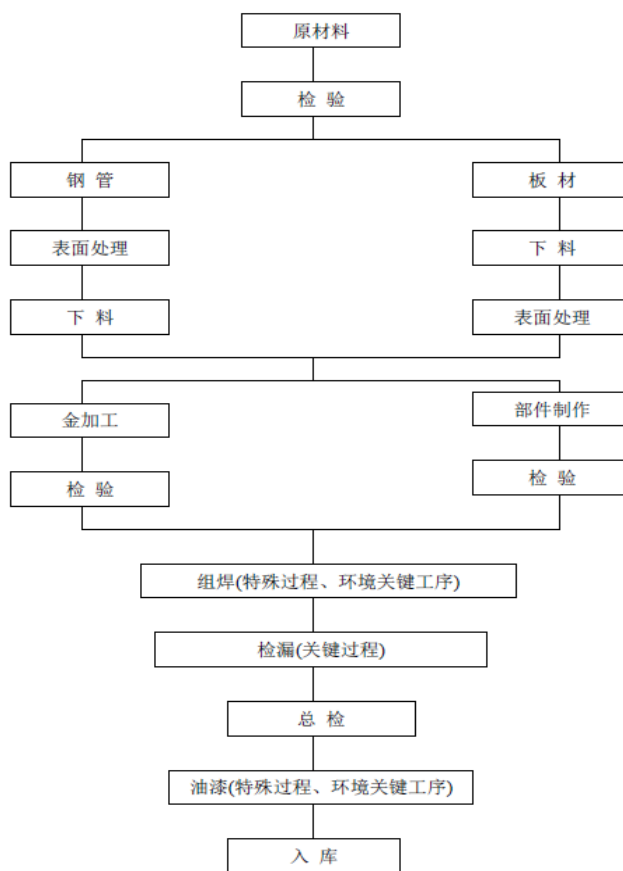 原材料
检 验
钢 管
板 材
表面处理
下 料
下 料
表面处理
金加工
部件制作
检 验
检 验
组焊(特殊过程、环境关键工序)
检漏(关键过程)
总 检
油漆(特殊过程、环境关键工序)
入 库